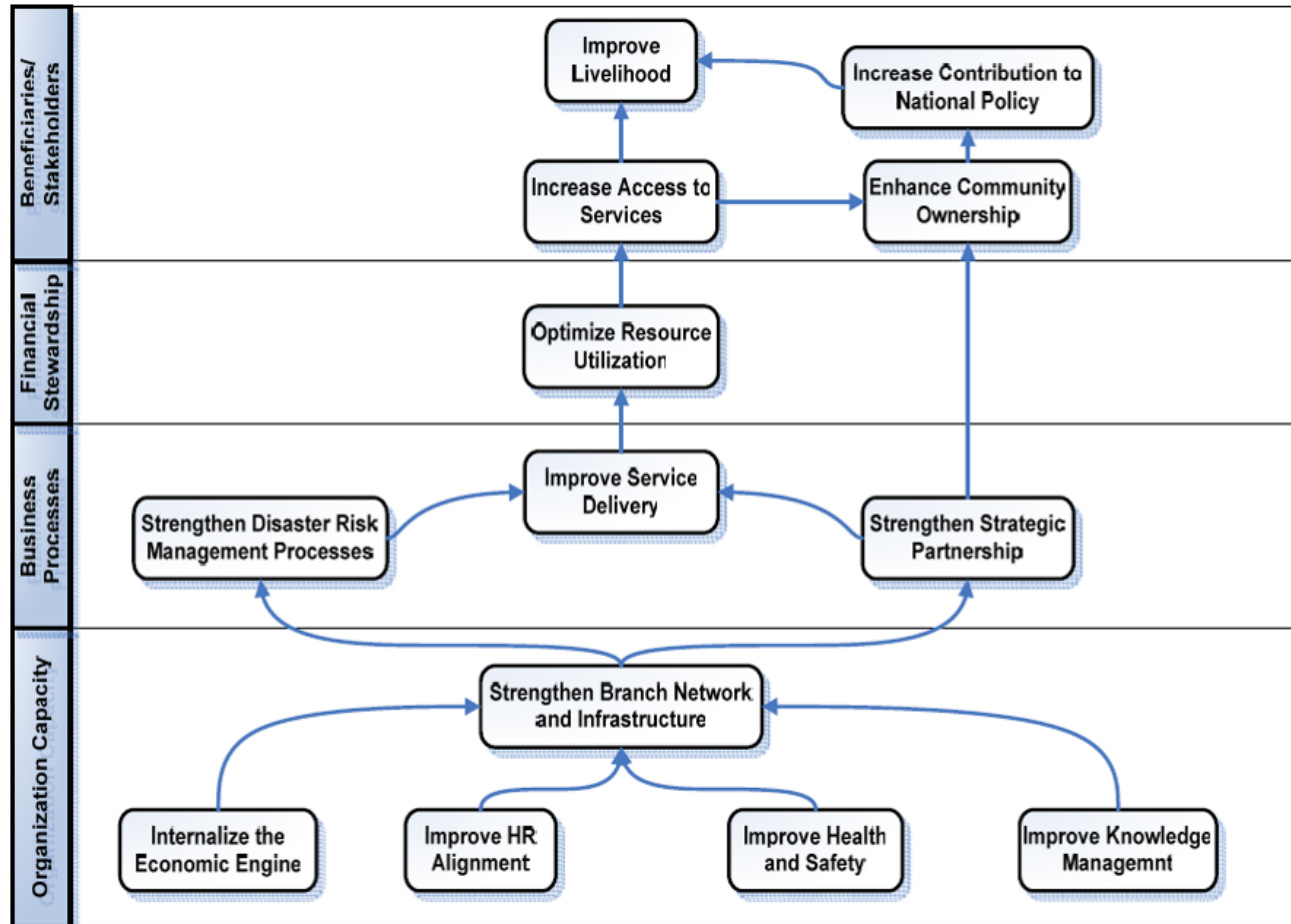 Beneficiaries/
Stakeholders
Improve
Livelihood
Increase Contribution to
National Policy
Increase Access to
Services
Enhance Community
Ownership
Financial
Stewardship
Optimize Resource
Utilization
Business
Processes
Improve Service
Delivery
Strengthen Disaster Risk
Management Processes
Strengthen Strategic
Partnership
Organization Capacity
Strengthen Branch Network
and Infrastructure
Internalize the
Economic Engine
Improve HR
Alignment
Improve Health
and Safety
Improve Knowledge
Managemnt